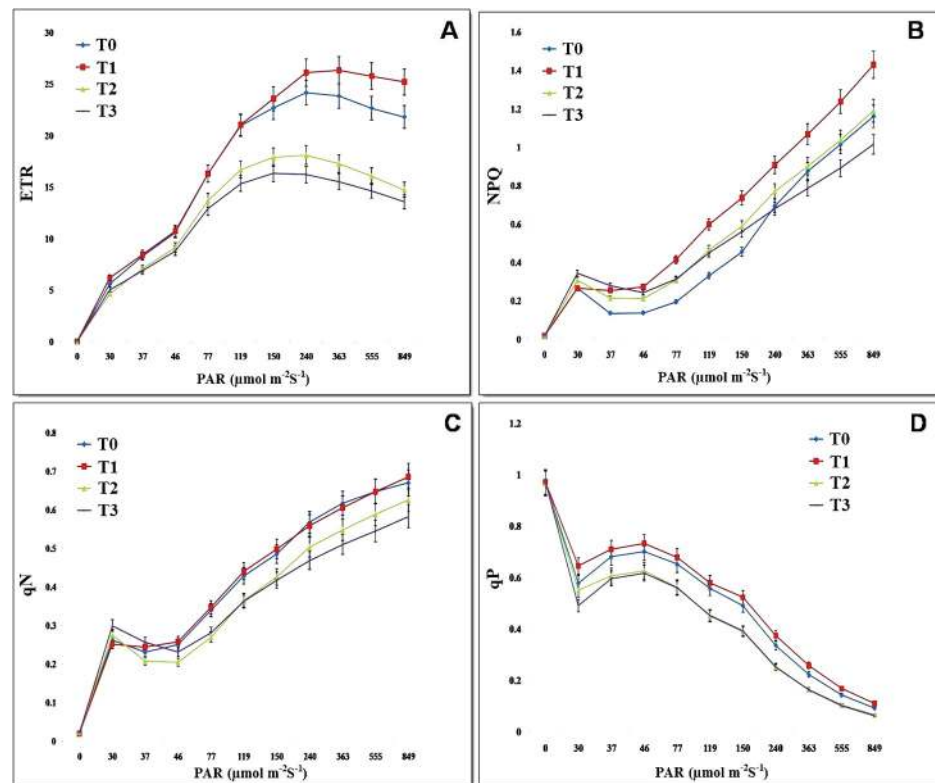 A
30
25
20
15
10
5
0
ETR
T0
T1
T2
T3
0 30 37 46 77 119 150 240 363 555 849
PAR (µmol m⁻²S⁻¹)
B
1.6
1.4
1.2
1
0.8
0.6
0.4
0.2
0
NPQ
T0
T1
T2
T3
0 30 37 46 77 119 150 240 363 555 849
PAR (µmol m⁻²S⁻¹)
C
0.8
0.7
0.6
0.5
0.4
0.3
0.2
0.1
0
qN
T0
T1
T2
T3
0 30 37 46 77 119 150 240 363 555 849
PAR (µmol m⁻²S⁻¹)
D
1.2
1
0.8
0.6
0.4
0.2
0
qP
T0
T1
T2
T3
0 30 37 46 77 119 150 240 363 555 849
PAR (µmol m⁻²S⁻¹)